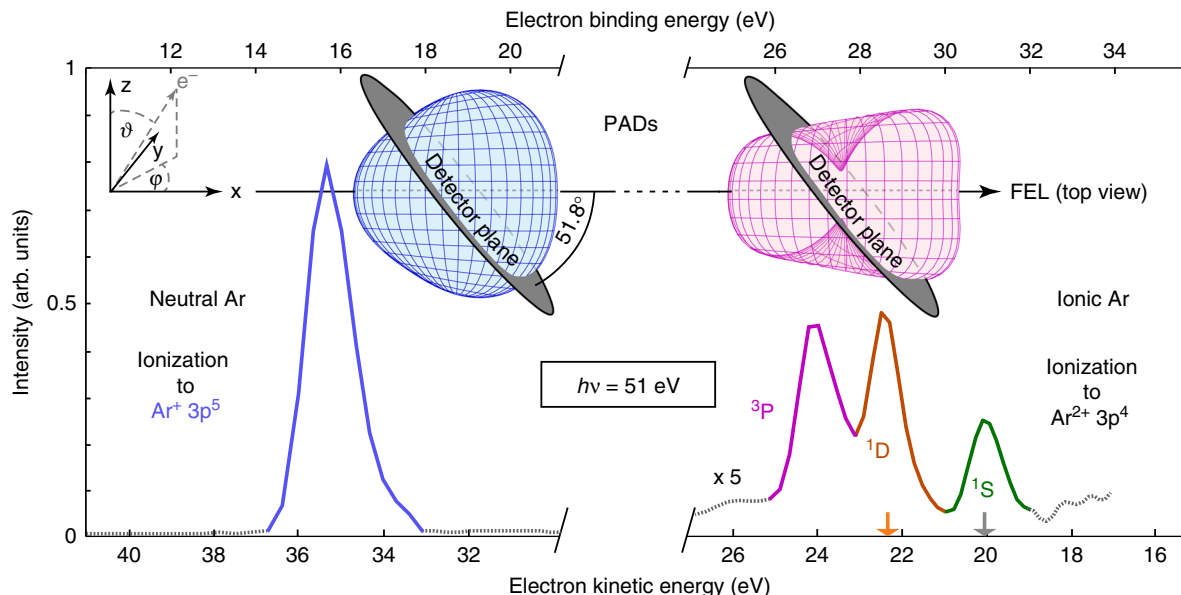 Electron binding energy (eV)
12 14 16 18 20 26 28 30 32 34
1
z
e⁻
ϑ
y
φ
x
PADs
Detector plane
51.8°
Detector plane
FEL (top view)
Intensity (arb. units)
0.5
0
Neutral Ar
Ionization
to
Ar⁺ 3p⁵
hν = 51 eV
Ionic Ar
Ionization
to
Ar²⁺ 3p⁴
³P
¹D
¹S
x 5
40 38 36 34 32 26 24 22 20 18 16
Electron kinetic energy (eV)